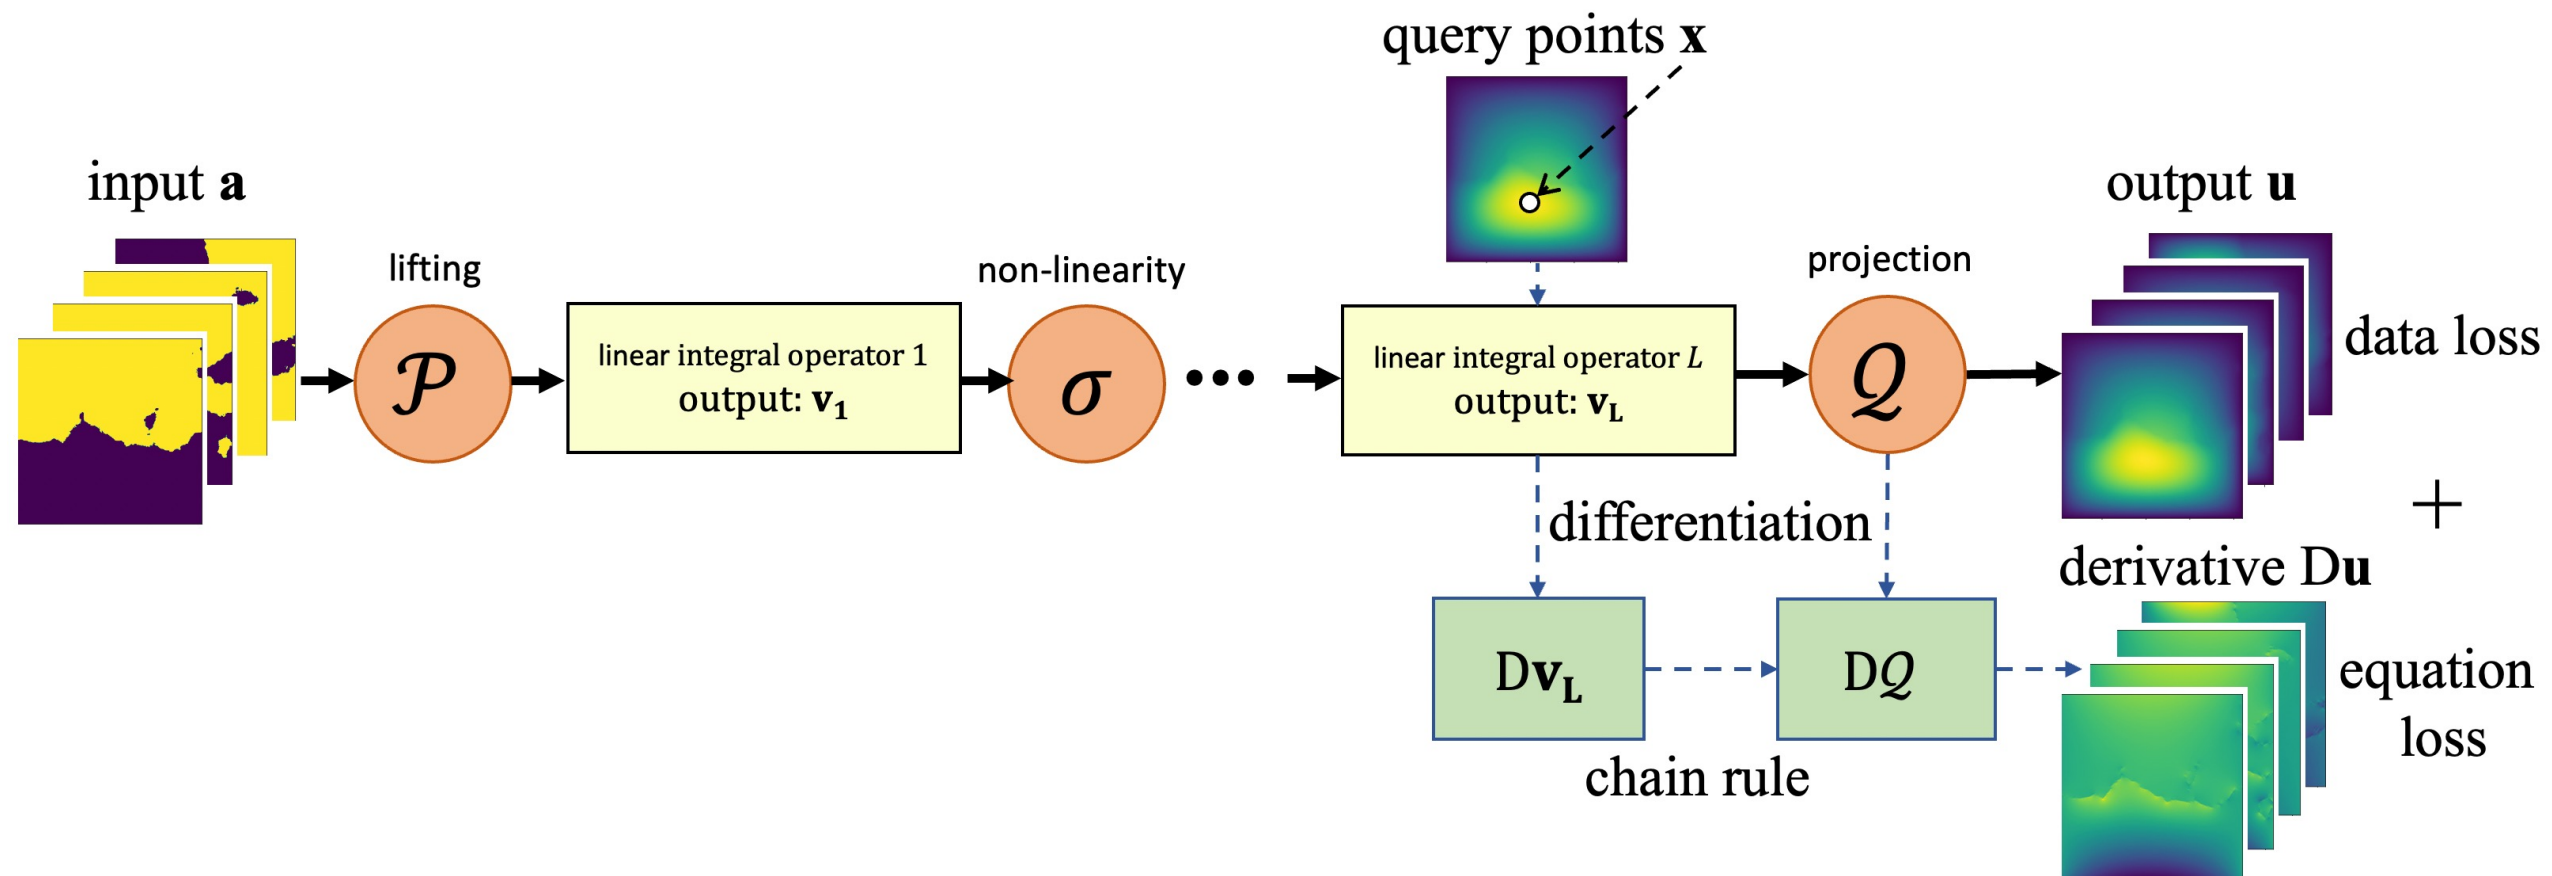 query points x
input a
output u
lifting
non-linearity
projection
𝒫
linear integral operator 1
output: v₁
σ
•••
linear integral operator L
output: v_L
𝒬
data loss
+
differentiation
derivative Du
Dv_L
D𝒬
equation
loss
chain rule